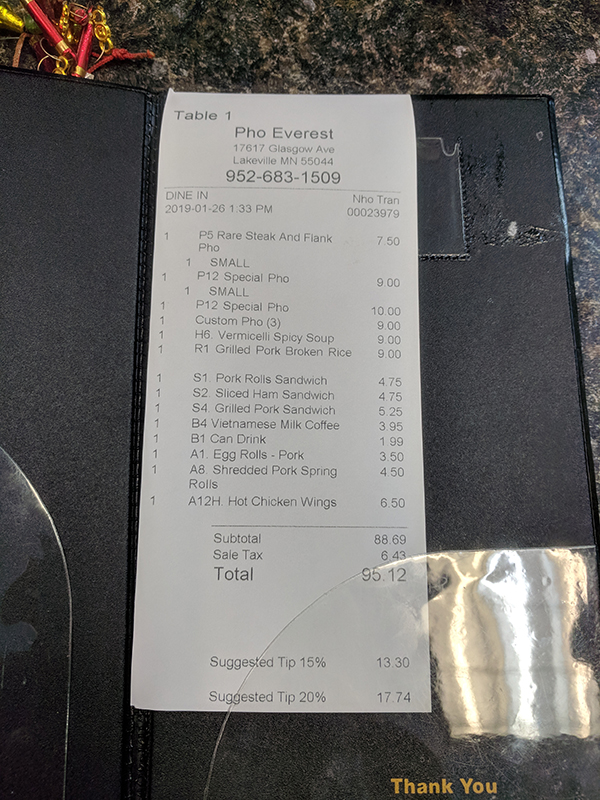 Table 1
Pho Everest
17617 Glasgow Ave
Lakeville MN 55044
952-683-1509
DINE IN Nho Tran
2019-01-26 1:33 PM 00023979
1 P5 Rare Steak And Flank 7.50
Pho
1 SMALL
1 P12 Special Pho 9.00
1 SMALL
1 P12 Special Pho 10.00
1 Custom Pho (3) 9.00
1 H6. Vermicelli Spicy Soup 9.00
1 R1 Grilled Pork Broken Rice 9.00
1 S1. Pork Rolls Sandwich 4.75
1 S2. Sliced Ham Sandwich 4.75
1 S4. Grilled Pork Sandwich 5.25
1 B4 Vietnamese Milk Coffee 3.95
1 B1 Can Drink 1.99
1 A1. Egg Rolls - Pork 3.50
1 A8. Shredded Pork Spring 4.50
Rolls
1 A12H. Hot Chicken Wings 6.50
Subtotal 88.69
Sale Tax 6.43
Total 95.12
Suggested Tip 15% 13.30
Suggested Tip 20% 17.74
Thank You